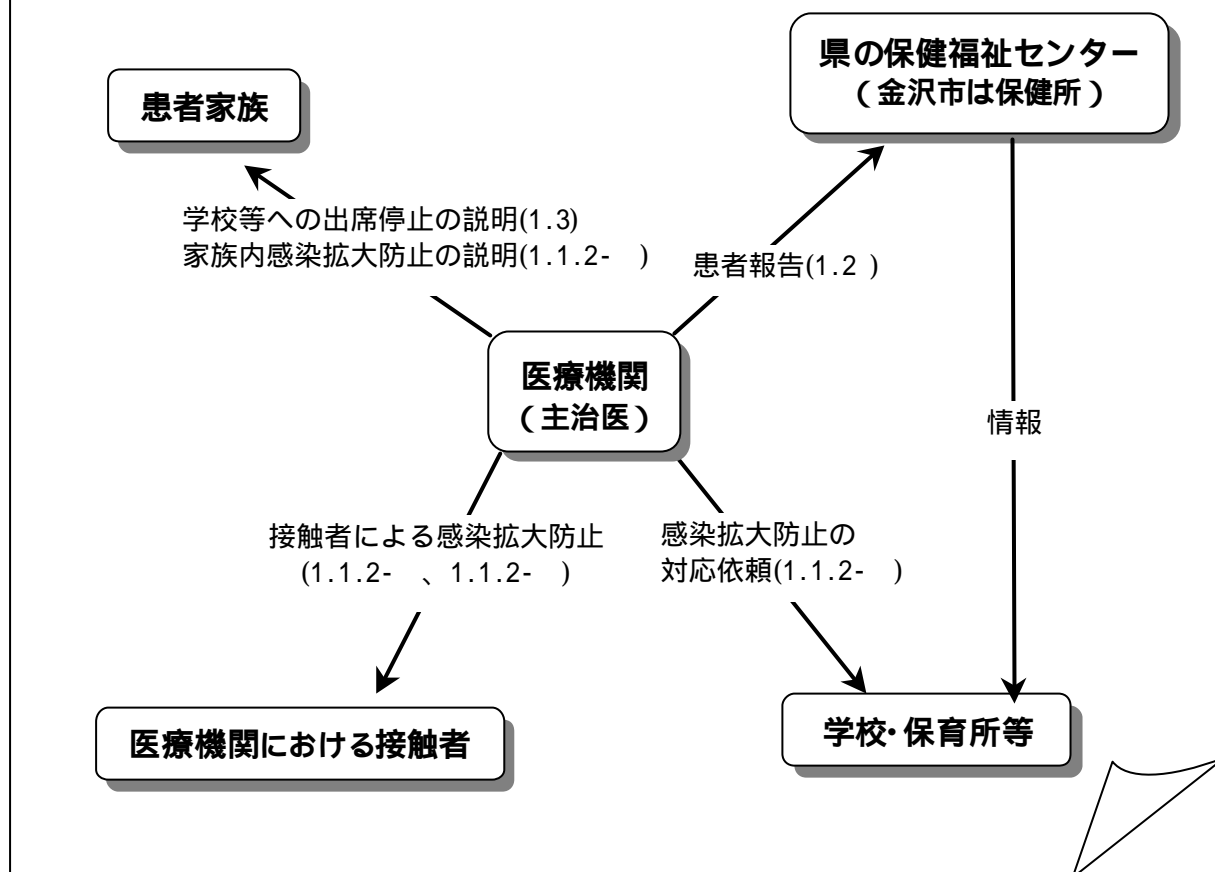 県の保健福祉センター
（金沢市は保健所）
患者家族
学校等への出席停止の説明(1.3)
家族内感染拡大防止の説明(1.1.2-　)
患者報告(1.2 )
医療機関
（主治医）
情報
接触者による感染拡大防止
(1.1.2-　、1.1.2-　)
感染拡大防止の
対応依頼(1.1.2-　)
医療機関における接触者
学校・保育所等